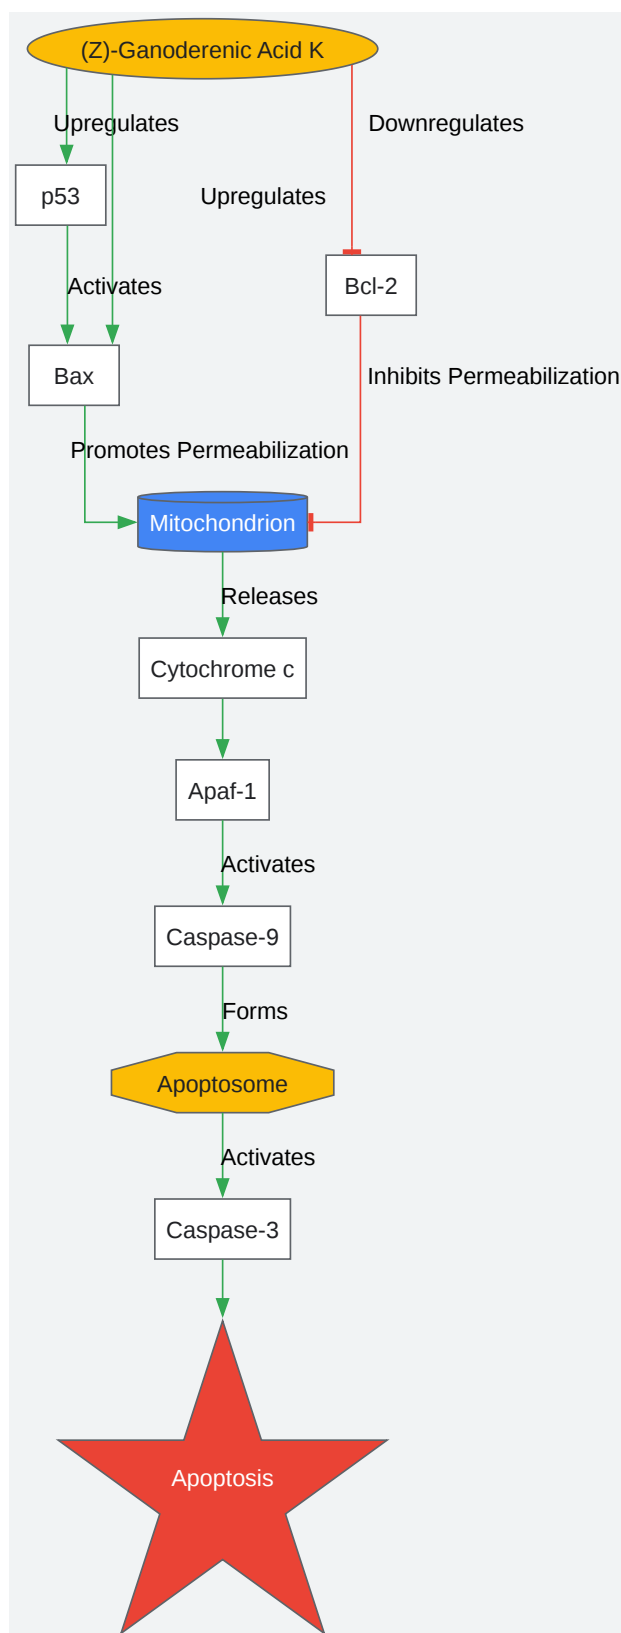 (Z)-Ganoderenic Acid K
Upregulates
Downregulates
p53
Upregulates
Activates
Bcl-2
Bax
Inhibits Permeabilization
Promotes Permeabilization
Mitochondrion
Releases
Cytochrome c
Apaf-1
Activates
Caspase-9
Forms
Apoptosome
Activates
Caspase-3
Apoptosis